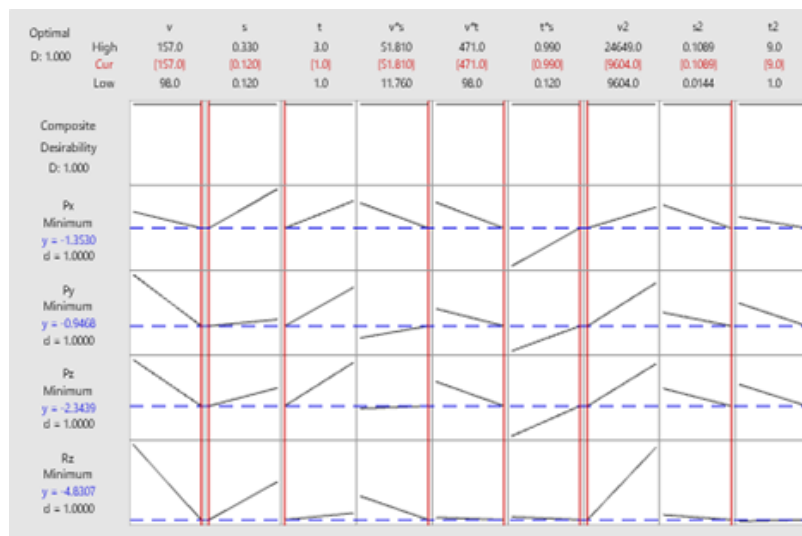 v s t v*s v*t t*s v2 s2 t2
Optimal
D: 1.000
High 157.0 0.330 3.0 51.810 471.0 0.990 24649.0 0.1089 9.0
Cur [157.0] [0.120] [1.0] [51.810] [471.0] [0.990] [9604.0] [0.1089] [9.0]
Low 98.0 0.120 1.0 11.760 98.0 0.120 9604.0 0.0144 1.0
Composite
Desirability
D: 1.000
Px
Minimum
y = -1.3530
d = 1.0000
Py
Minimum
y = -0.9468
d = 1.0000
Pz
Minimum
y = -2.3439
d = 1.0000
Rz
Minimum
y = -4.8307
d = 1.0000